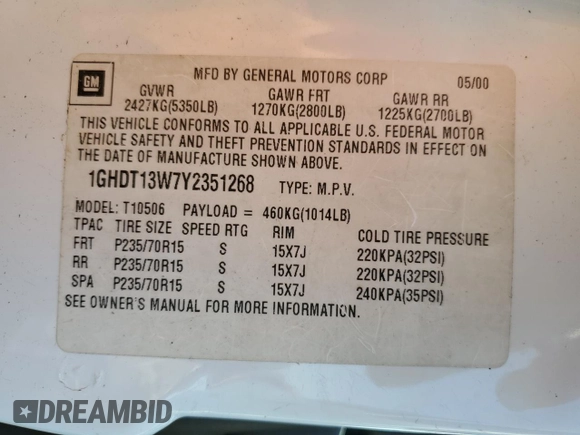 GM
MFD BY GENERAL MOTORS CORP 05/00
GVWR GAWR FRT GAWR RR
2427KG(5350LB) 1270KG(2800LB) 1225KG(2700LB)
THIS VEHICLE CONFORMS TO ALL APPLICABLE U.S. FEDERAL MOTOR
VEHICLE SAFETY AND THEFT PREVENTION STANDARDS IN EFFECT ON
THE DATE OF MANUFACTURE SHOWN ABOVE.
1GHDT13W7Y2351268 TYPE: M.P.V.
MODEL: T10506 PAYLOAD = 460KG(1014LB)
TPAC TIRE SIZE SPEED RTG RIM COLD TIRE PRESSURE
FRT P235/70R15 S 15X7J 220KPA(32PSI)
RR P235/70R15 S 15X7J 220KPA(32PSI)
SPA P235/70R15 S 15X7J 240KPA(35PSI)
SEE OWNER'S MANUAL FOR MORE INFORMATION.
DREAMBID